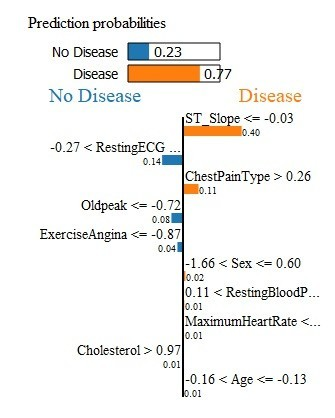 Prediction probabilities
No Disease 0.23
Disease 0.77
No Disease Disease
ST_Slope <= -0.03
0.40
-0.27 < RestingECG ...
0.14
ChestPainType > 0.26
0.11
Oldpeak <= -0.72
0.08
ExerciseAngina <= -0.87
0.04
-1.66 < Sex <= 0.60
0.02
0.11 < RestingBloodP...
0.01
MaximumHeartRate <...
0.01
Cholesterol > 0.97
0.01
-0.16 < Age <= -0.13
0.01